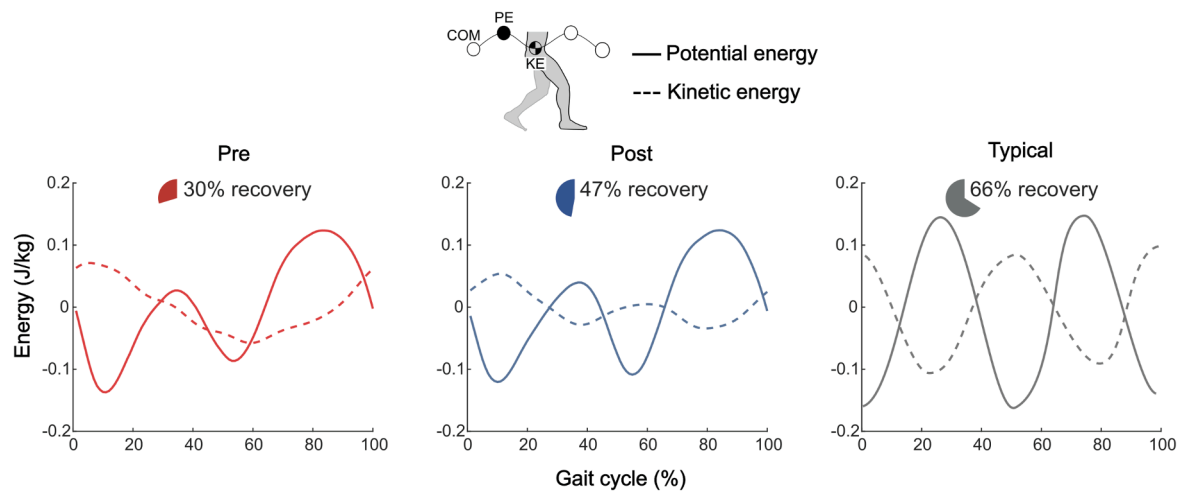 PE
COM
KE
Potential energy
Kinetic energy
Pre
Post
Typical
30% recovery
47% recovery
66% recovery
Energy (J/kg)
0.2
0.1
0
-0.1
-0.2
0 20 40 60 80 100
0.2
0.1
0
-0.1
-0.2
0 20 40 60 80 100
0.2
0.1
0
-0.1
-0.2
0 20 40 60 80 100
Gait cycle (%)